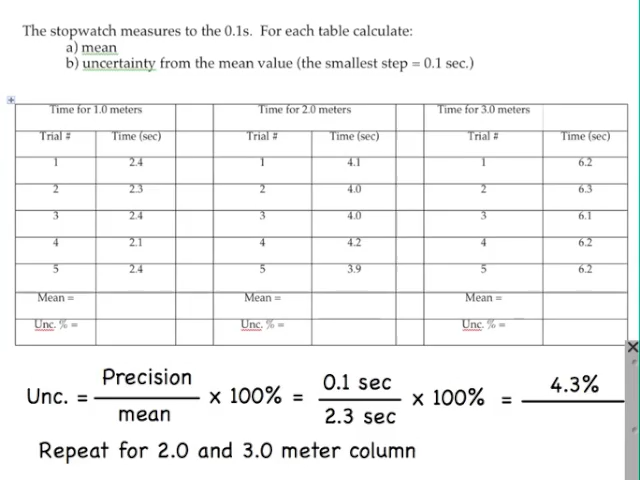 The stopwatch measures to the 0.1s. For each table calculate:
a) mean
b) uncertainty from the mean value (the smallest step = 0.1 sec.)
Time for 1.0 meters Time for 2.0 meters Time for 3.0 meters
Trial # Time (sec) Trial # Time (sec) Trial # Time (sec)
1 2.4 1 4.1 1 6.2
2 2.3 2 4.0 2 6.3
3 2.4 3 4.0 3 6.1
4 2.1 4 4.2 4 6.2
5 2.4 5 3.9 5 6.2
Mean = Mean = Mean =
Unc. % = Unc. % = Unc. % =
Unc. = Precision / mean x 100% = 0.1 sec / 2.3 sec x 100% = 4.3%
Repeat for 2.0 and 3.0 meter column